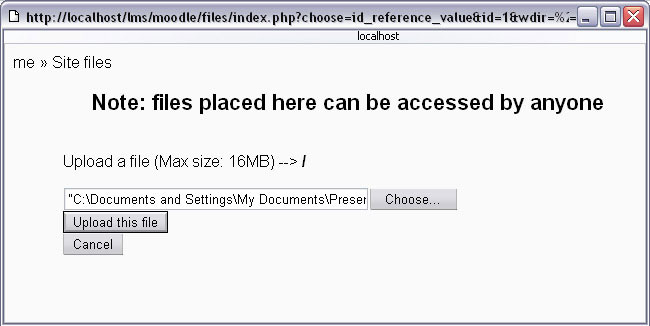 http://localhost/lms/moodle/files/index.php?choose=id_reference_value&id=1&wdir=%2=
localhost
me » Site files
Note: files placed here can be accessed by anyone
Upload a file (Max size: 16MB) --> /
"C:\Documents and Settings\My Documents\Preser Choose...
Upload this file
Cancel